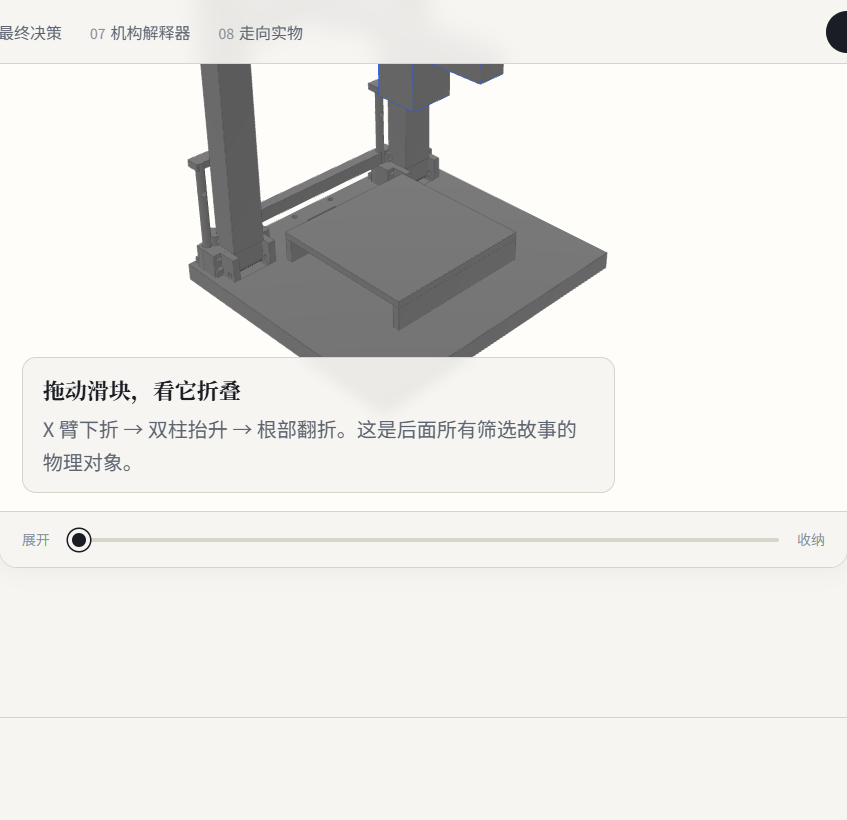 最终决策 07 机构解释器 08 走向实物
拖动滑块，看它折叠
X 臂下折 → 双柱抬升 → 根部翻折。这是后面所有筛选故事的
物理对象。
展开 收纳